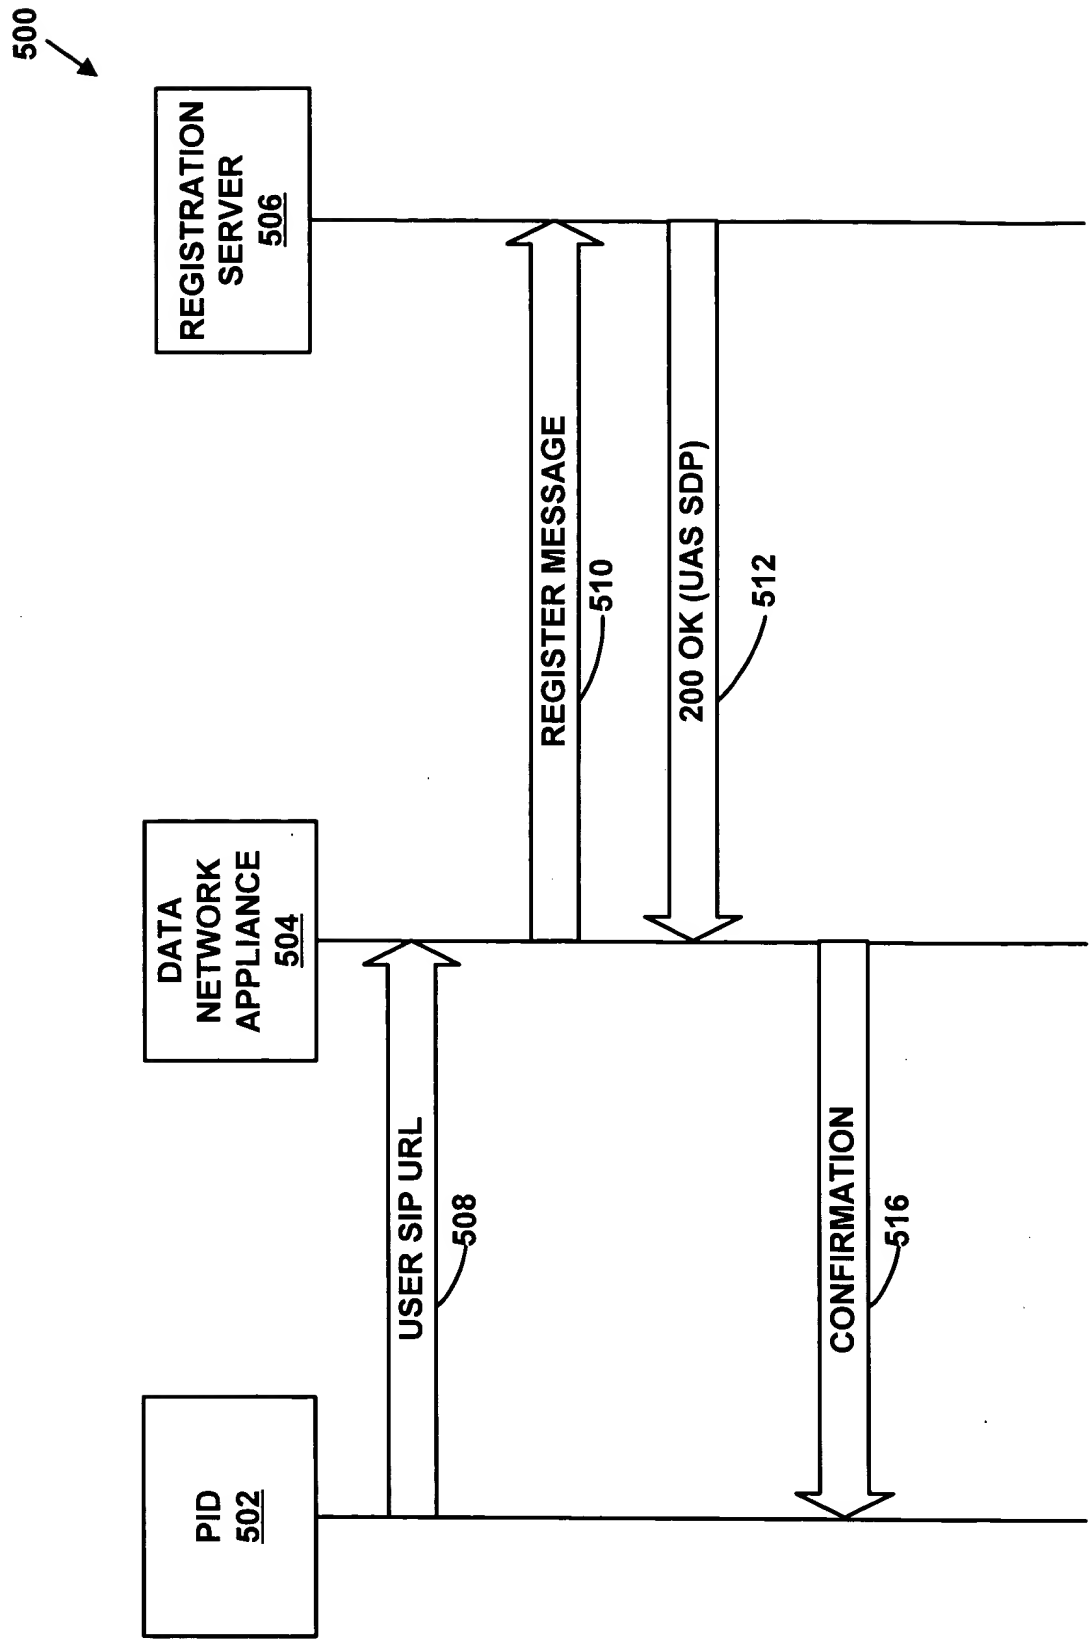 500
PID
502
DATA
NETWORK
APPLIANCE
504
REGISTRATION
SERVER
506
USER SIP URL
508
REGISTER MESSAGE
510
200 OK (UAS SDP)
512
CONFIRMATION
516